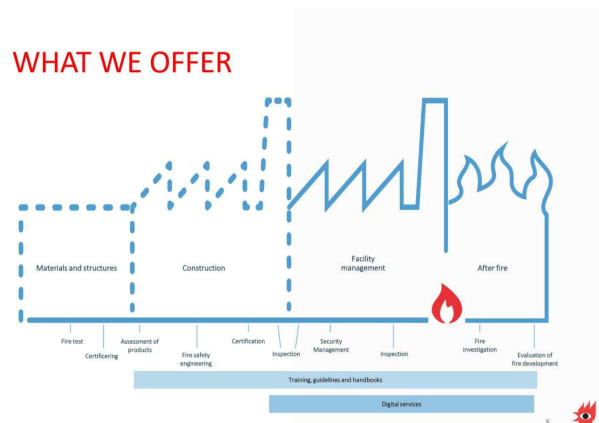 WHAT WE OFFER
Materials and structures
Construction
Facility
management
After fire
Fire test
Certificering
Assessment of
products
Fire safety
engineering
Certification
Inspection
Security
Management
Inspection
Fire
investigation
Evaluation of
fire development
Training, guidelines and handbooks
Digital services